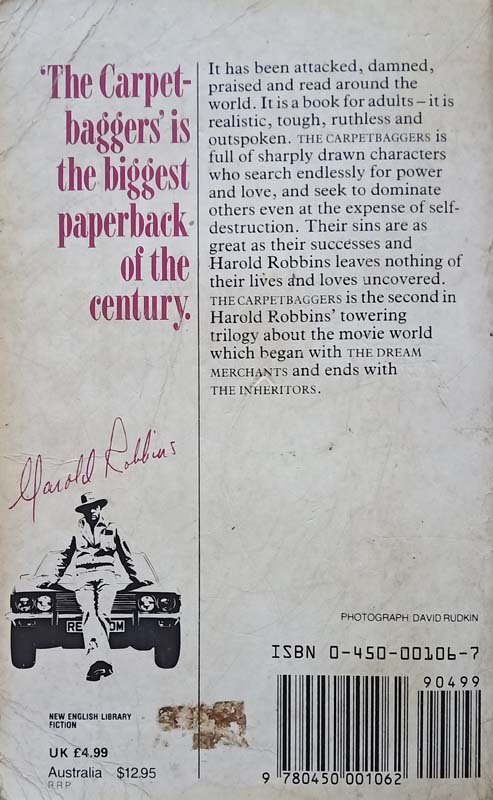 'The Carpet-
baggers' is
the biggest
paperback
of the
century.
It has been attacked, damned,
praised and read around the
world. It is a book for adults – it is
realistic, tough, ruthless and
outspoken. THE CARPETBAGGERS is
full of sharply drawn characters
who search endlessly for power
and love, and seek to dominate
others even at the expense of self-
destruction. Their sins are as
great as their successes and
Harold Robbins leaves nothing of
their lives and loves uncovered.
THE CARPETBAGGERS is the second in
Harold Robbins' towering
trilogy about the movie world
which began with THE DREAM
MERCHANTS and ends with
THE INHERITORS.
Harold Robbins
PHOTOGRAPH: DAVID RUDKIN
ISBN 0-450-00106-7
90499
9 780450 001062
NEW ENGLISH LIBRARY
FICTION
UK £4.99
Australia $12.95
RRP